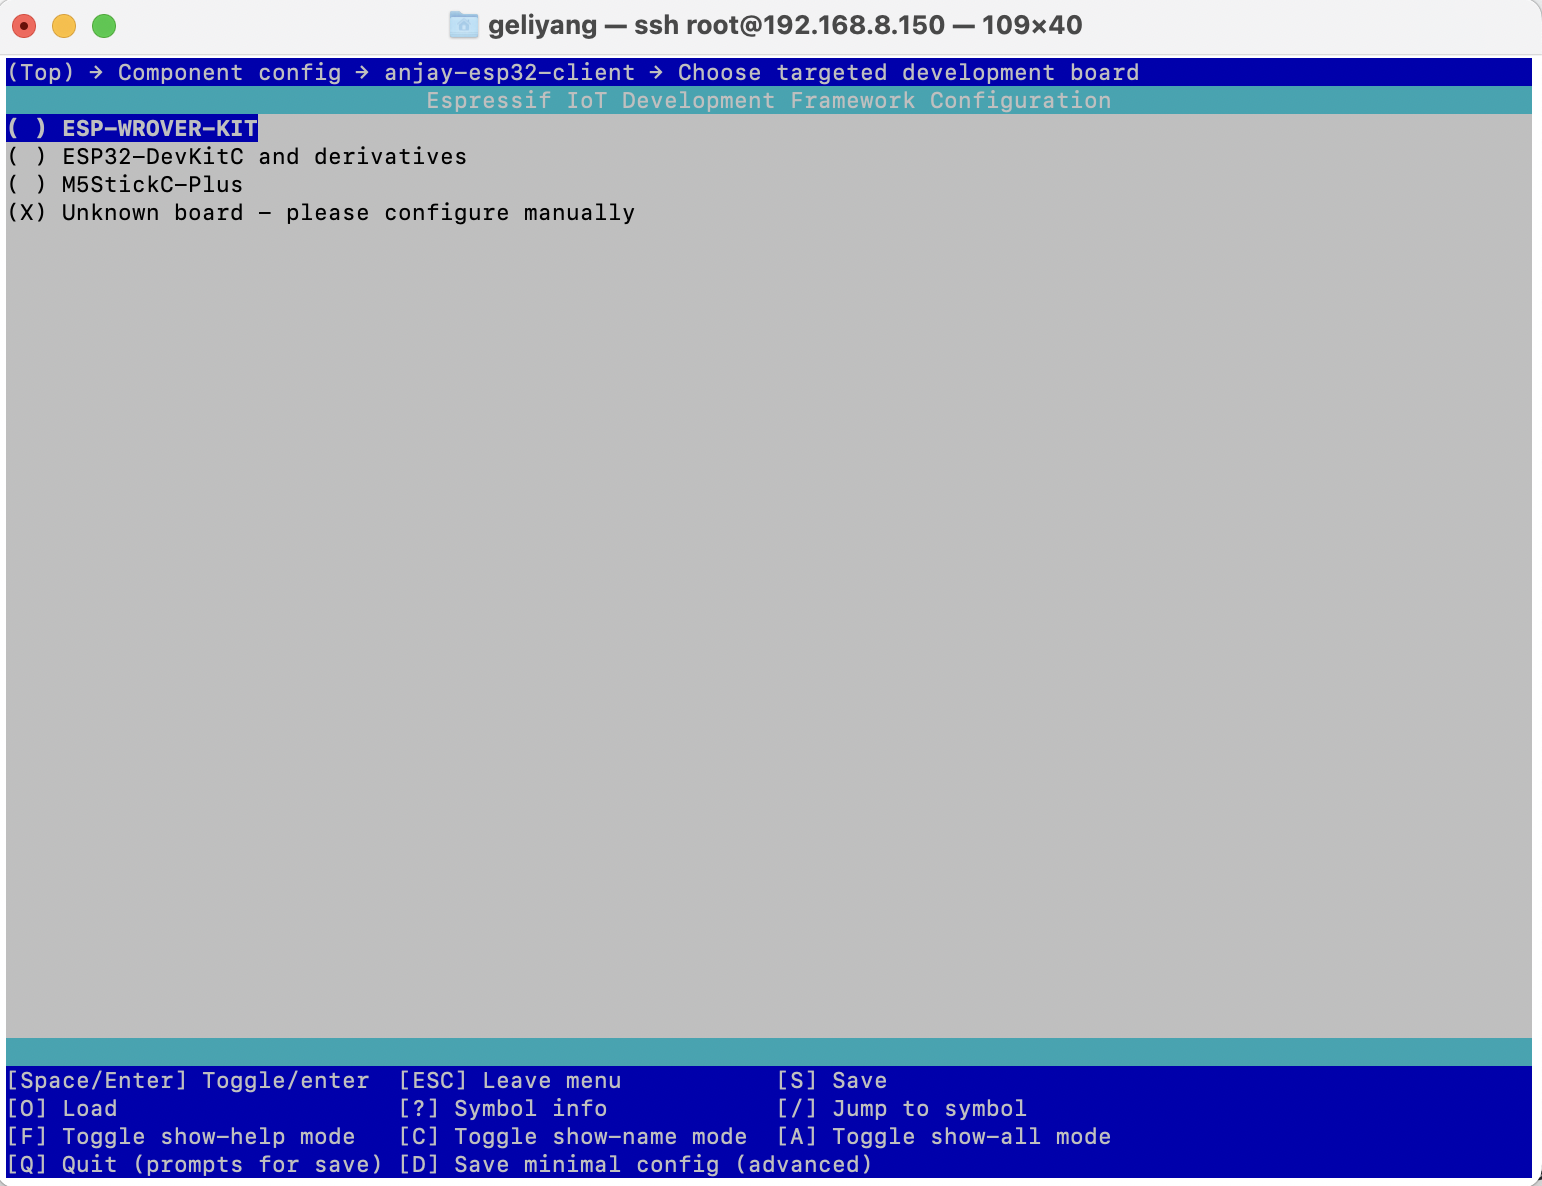 geliyang — ssh root@192.168.8.150 — 109×40
(Top) → Component config → anjay-esp32-client → Choose targeted development board
Espressif IoT Development Framework Configuration
( ) ESP-WROVER-KIT
( ) ESP32-DevKitC and derivatives
( ) M5StickC-Plus
(X) Unknown board - please configure manually
[Space/Enter] Toggle/enter [ESC] Leave menu [S] Save
[O] Load [?] Symbol info [/] Jump to symbol
[F] Toggle show-help mode [C] Toggle show-name mode [A] Toggle show-all mode
[Q] Quit (prompts for save) [D] Save minimal config (advanced)